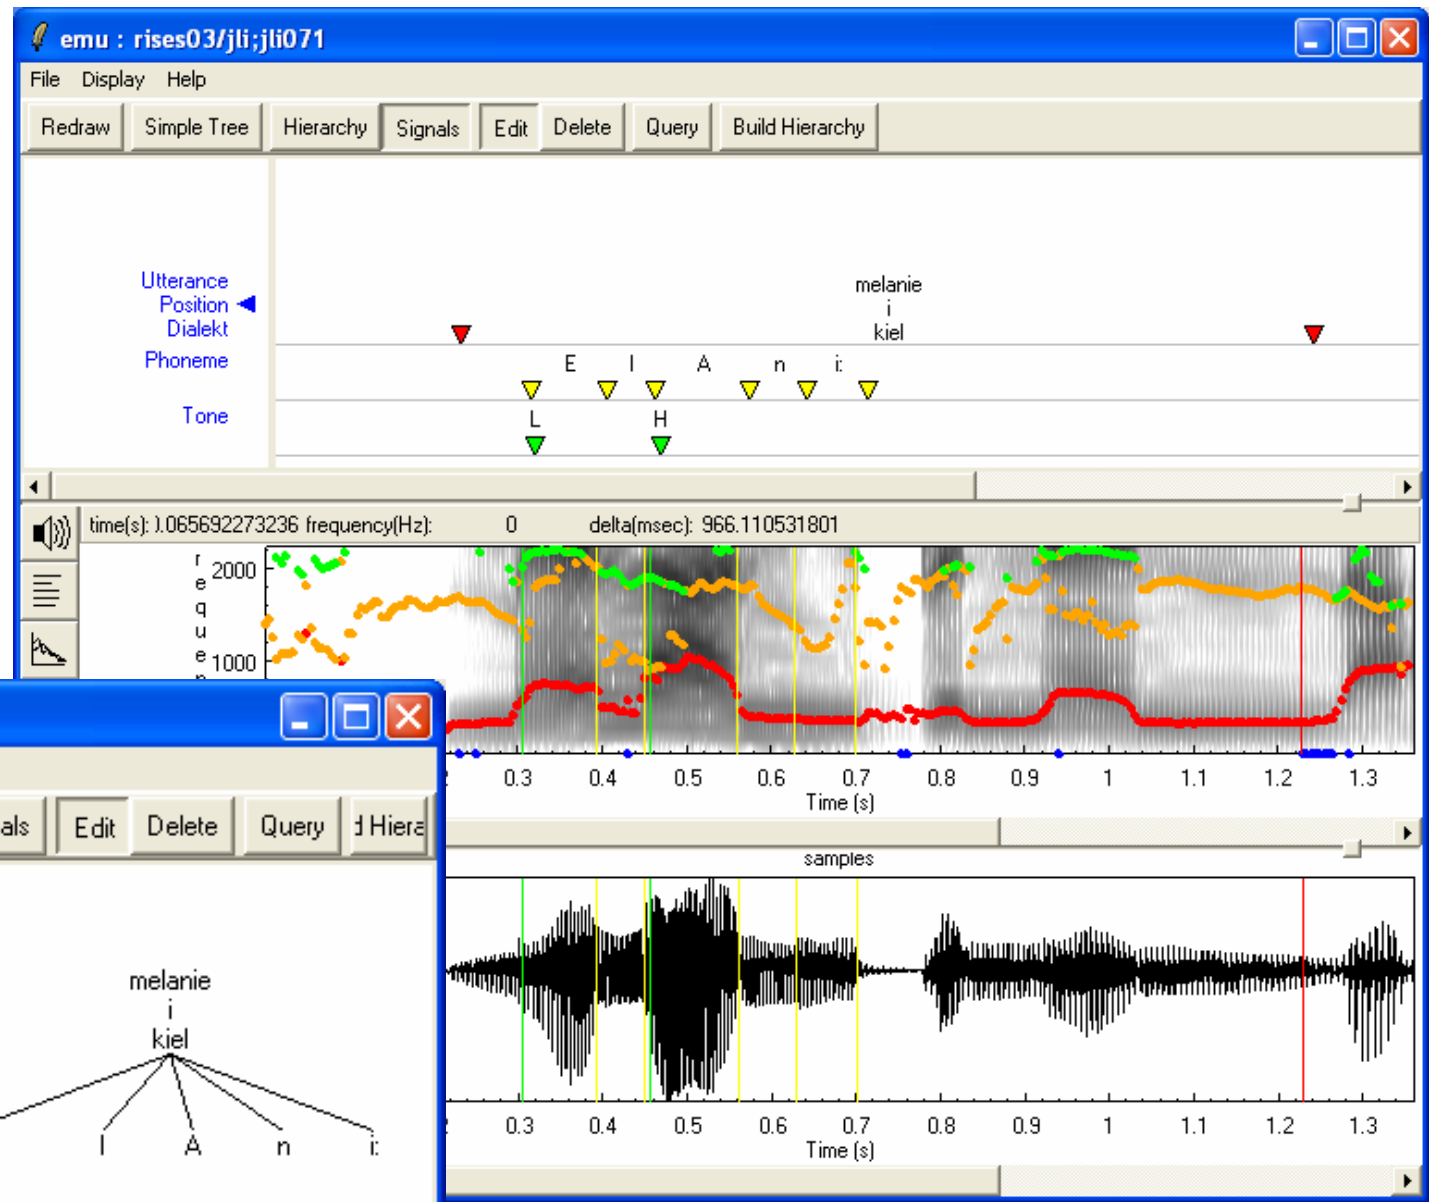 emu : rises03/jli;jli071
File Display Help
Redraw Simple Tree Hierarchy Signals Edit Delete Query Build Hierarchy
Utterance
Position
Dialekt
Phoneme
Tone
melanie
i
kiel
E l A n i:
L H
time(s): ).065692273236 frequency(Hz): 0 delta(msec): 966.110531801
requen
2000
1000
0.3 0.4 0.5 0.6 0.7 0.8 0.9 1 1.1 1.2 1.3
Time (s)
samples
0.3 0.4 0.5 0.6 0.7 0.8 0.9 1 1.1 1.2 1.3
Time (s)
als Edit Delete Query d Hiera
melanie
i
kiel
l A n i: